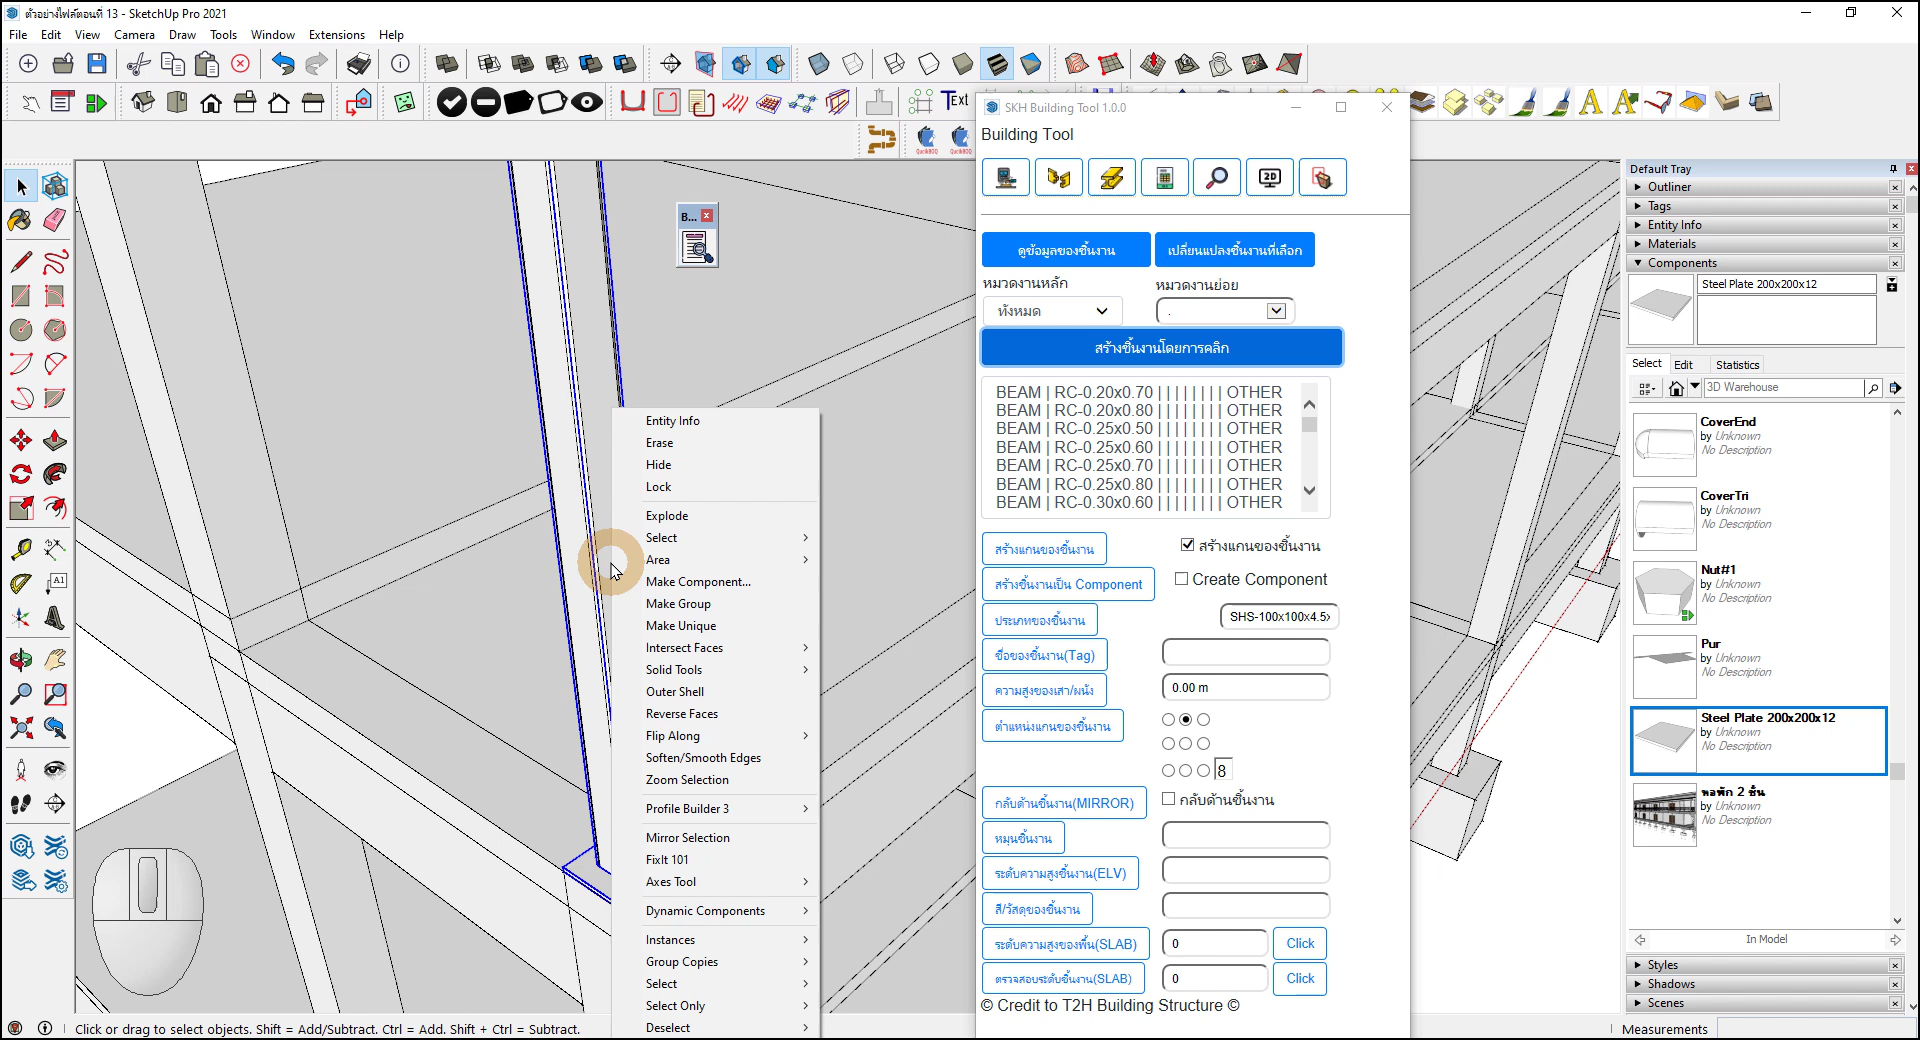 ตัวอย่างไฟล์ตอนที่ 13 - SketchUp Pro 2021
File Edit View Camera Draw Tools Window Extensions Help
Text
SKH Building Tool 1.0.0
Building Tool
2D
B...
ดูข้อมูลของชิ้นงาน
เปลี่ยนแปลงชิ้นงานที่เลือก
หมวดงานหลัก
หมวดงานย่อย
ทั้งหมด
.
สร้างชิ้นงานโดยการคลิก
BEAM | RC-0.20x0.70 | | | | | | | | OTHER
BEAM | RC-0.20x0.80 | | | | | | | | OTHER
BEAM | RC-0.25x0.50 | | | | | | | | OTHER
BEAM | RC-0.25x0.60 | | | | | | | | OTHER
BEAM | RC-0.25x0.70 | | | | | | | | OTHER
BEAM | RC-0.25x0.80 | | | | | | | | OTHER
BEAM | RC-0.30x0.60 | | | | | | | | OTHER
สร้างแกนของชิ้นงาน
สร้างแกนของชิ้นงาน
สร้างชิ้นงานเป็น Component
Create Component
ประเภทของชิ้นงาน
SHS-100x100x4.5x
ชื่อของชิ้นงาน(Tag)
ความสูงของเสา/ผนัง
0.00 m
ตำแหน่งแกนของชิ้นงาน
8
กลับด้านชิ้นงาน(MIRROR)
กลับด้านชิ้นงาน
หมุนชิ้นงาน
ระดับความสูงชิ้นงาน(ELV)
สี/วัสดุของชิ้นงาน
ระดับความสูงของพื้น(SLAB)
0
Click
ตรวจสอบระดับชิ้นงาน(SLAB)
0
Click
© Credit to T2H Building Structure ©
Entity Info
Erase
Hide
Lock
Explode
Select
Area
Make Component...
Make Group
Make Unique
Intersect Faces
Solid Tools
Outer Shell
Reverse Faces
Flip Along
Soften/Smooth Edges
Zoom Selection
Profile Builder 3
Mirror Selection
FixIt 101
Axes Tool
Dynamic Components
Instances
Group Copies
Select
Select Only
Deselect
Default Tray
Outliner
Tags
Entity Info
Materials
Components
Steel Plate 200x200x12
Select Edit Statistics
3D Warehouse
CoverEnd
by Unknown
No Description
CoverTri
by Unknown
No Description
Nut#1
by Unknown
No Description
Pur
by Unknown
No Description
Steel Plate 200x200x12
by Unknown
No Description
หอพัก 2 ชั้น
by Unknown
No Description
In Model
Styles
Shadows
Scenes
Click or drag to select objects. Shift = Add/Subtract. Ctrl = Add. Shift + Ctrl = Subtract.
Measurements